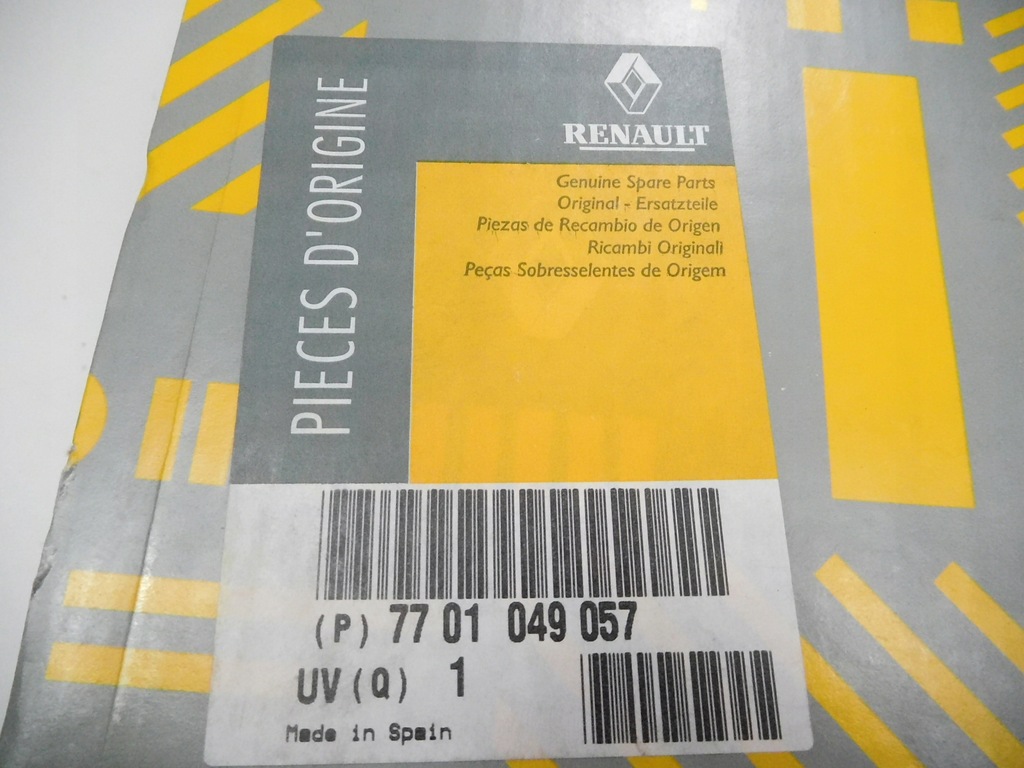 PIECES D'ORIGINE
RENAULT
Genuine Spare Parts
Original - Ersatzteile
Piezas de Recambio de Origen
Ricambi Originali
Peças Sobresselentes de Origem
(P) 77 01 049 057
UV (Q) 1
Made in Spain